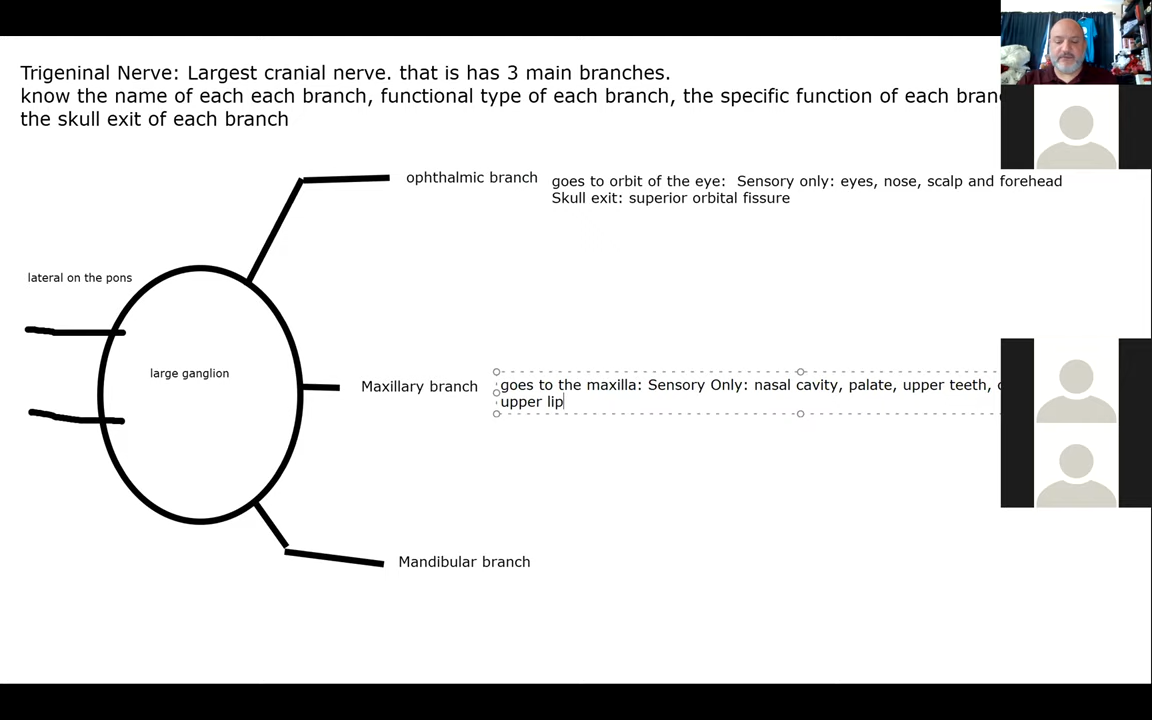 Trigeninal Nerve: Largest cranial nerve. that is has 3 main branches.
know the name of each each branch, functional type of each branch, the specific function of each
the skull exit of each branch
ophthalmic branch
goes to orbit of the eye: Sensory only: eyes, nose, scalp and forehead
Skull exit: superior orbital fissure
lateral on the pons
large ganglion
Maxillary branch
goes to the maxilla: Sensory Only: nasal cavity, palate, upper teeth,
upper lip
Mandibular branch